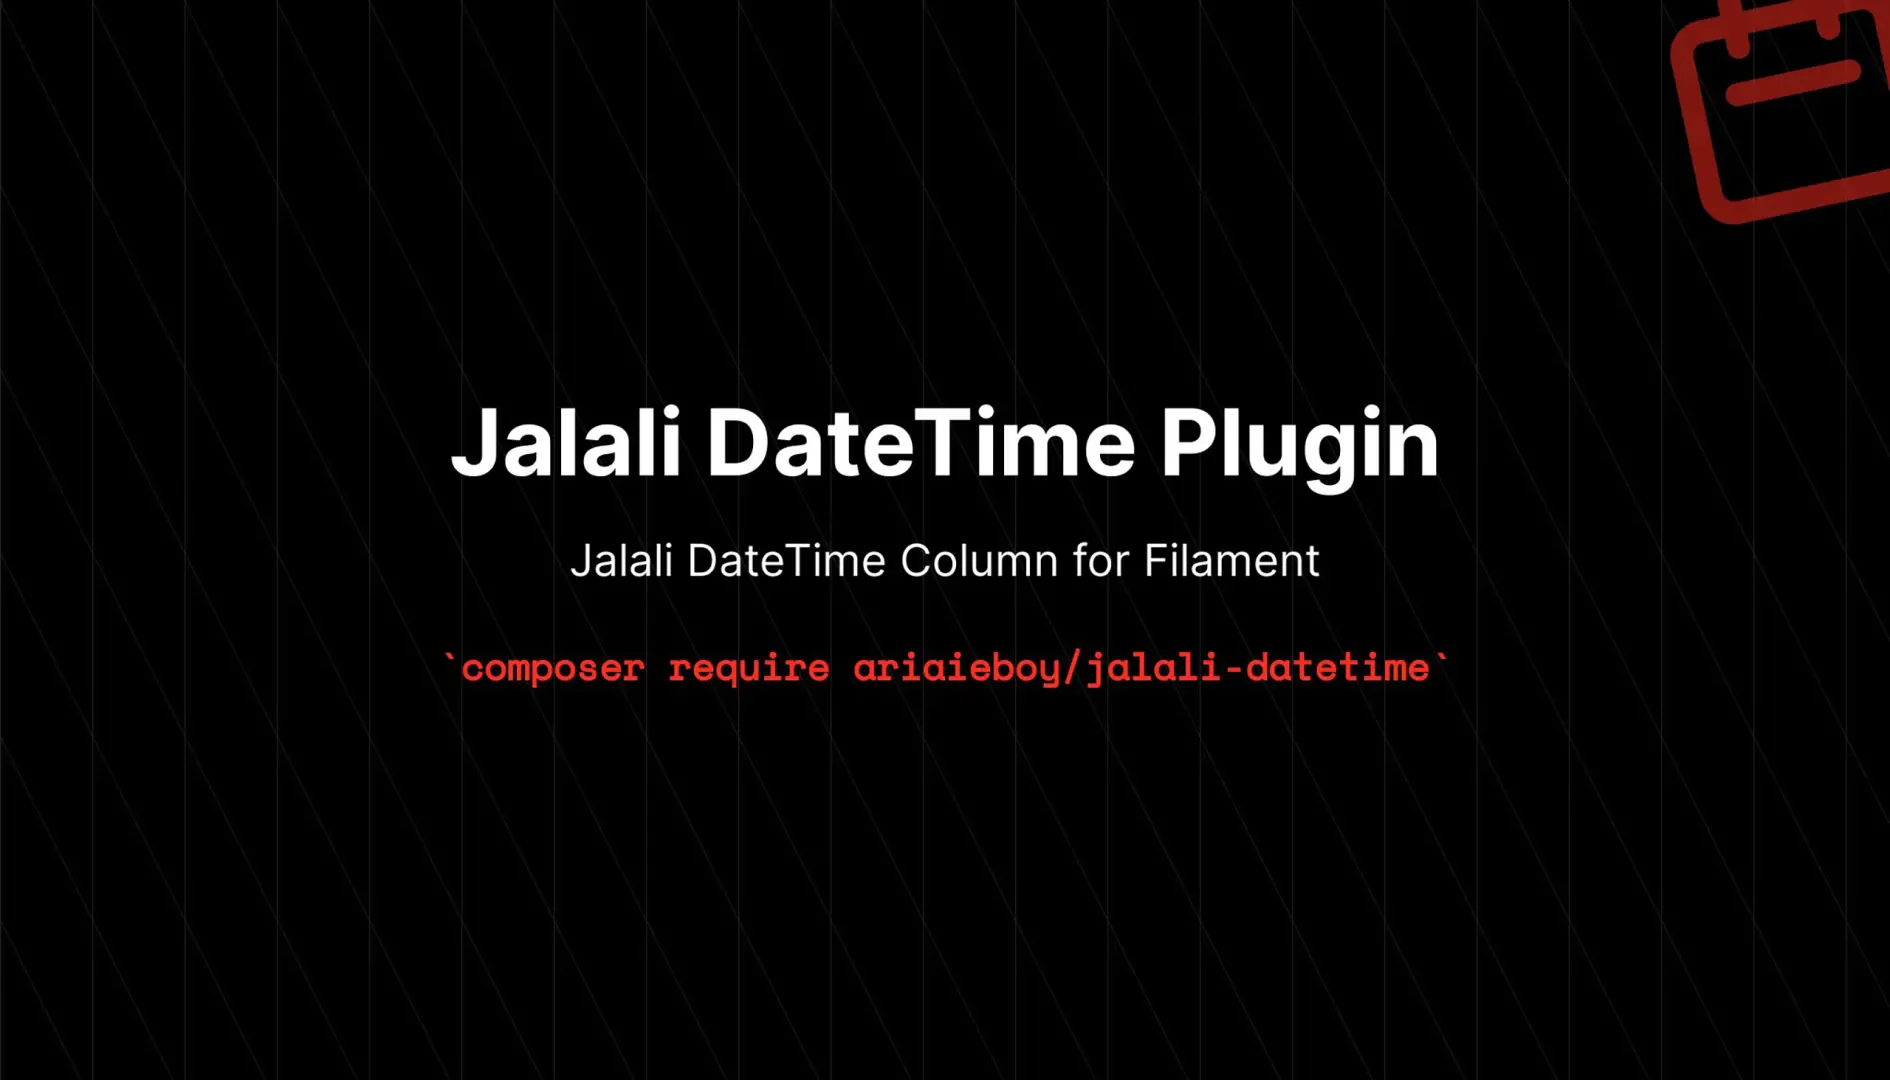 Jalali DateTime Plugin
Jalali DateTime Column for Filament
`composer require ariaieboy/jalali-datetime`